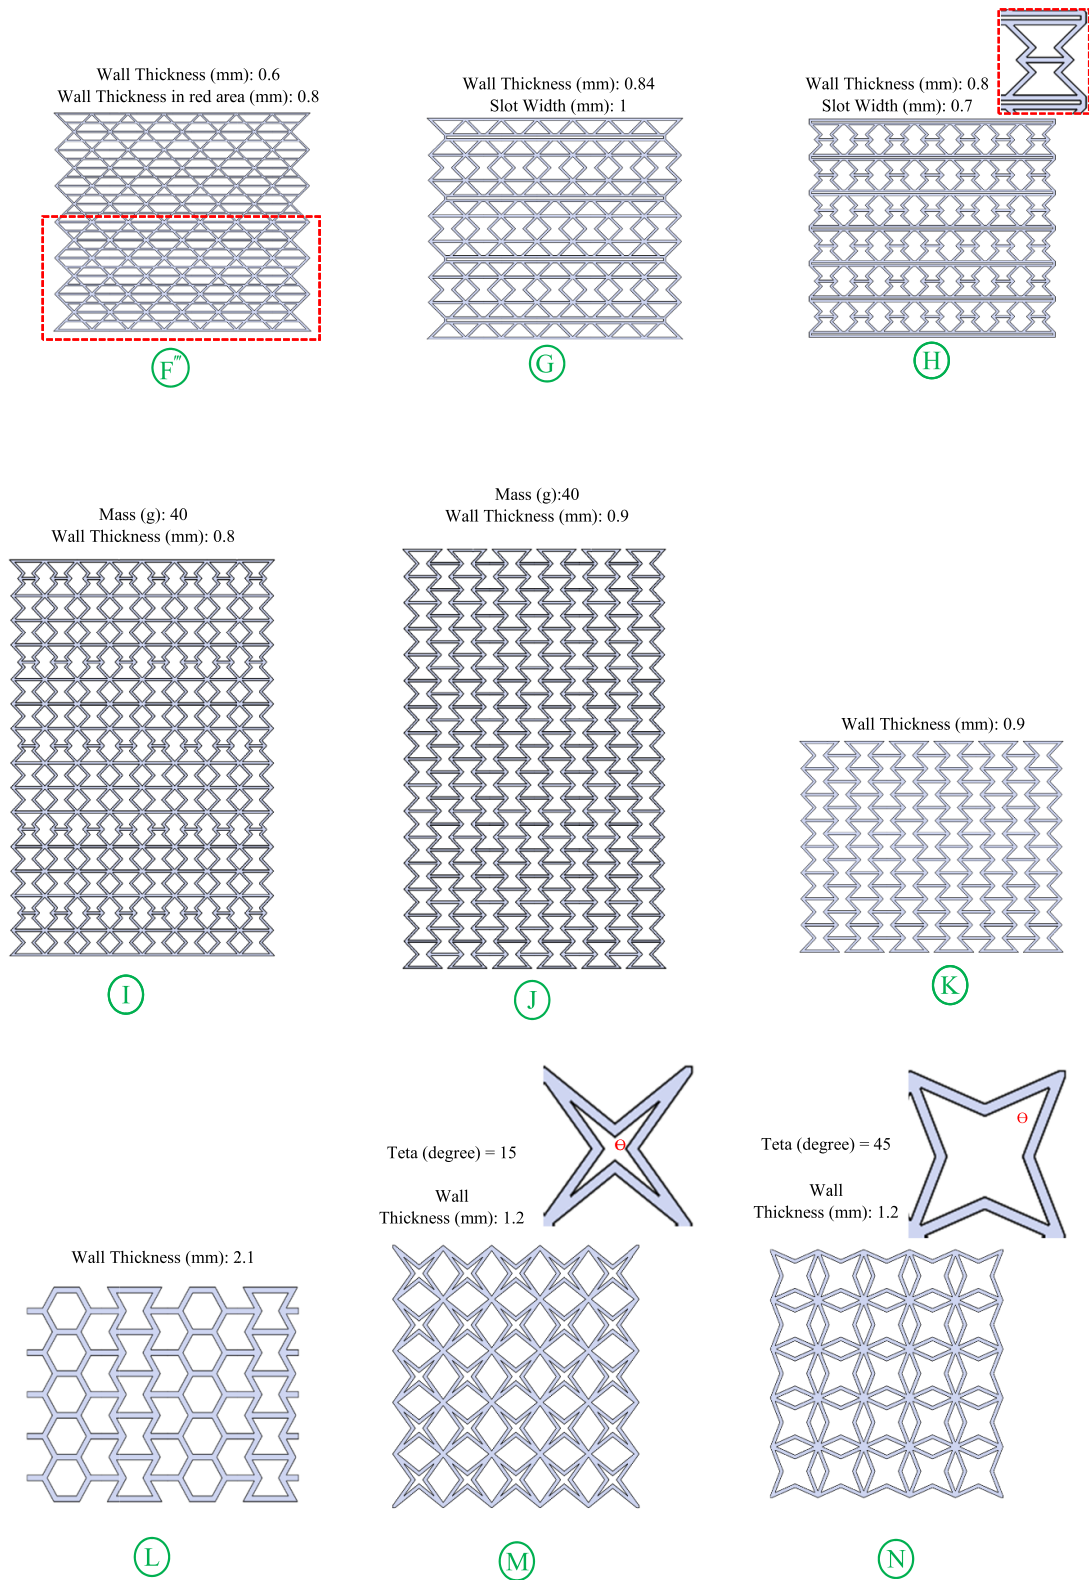 Wall Thickness (mm): 0.6
Wall Thickness in red area (mm): 0.8
F'''
Wall Thickness (mm): 0.84
Slot Width (mm): 1
G
Wall Thickness (mm): 0.8
Slot Width (mm): 0.7
H
Mass (g): 40
Wall Thickness (mm): 0.8
I
Mass (g):40
Wall Thickness (mm): 0.9
J
Wall Thickness (mm): 0.9
K
Wall Thickness (mm): 2.1
L
Teta (degree) = 15
Wall
Thickness (mm): 1.2
Θ
M
Teta (degree) = 45
Wall
Thickness (mm): 1.2
Θ
N